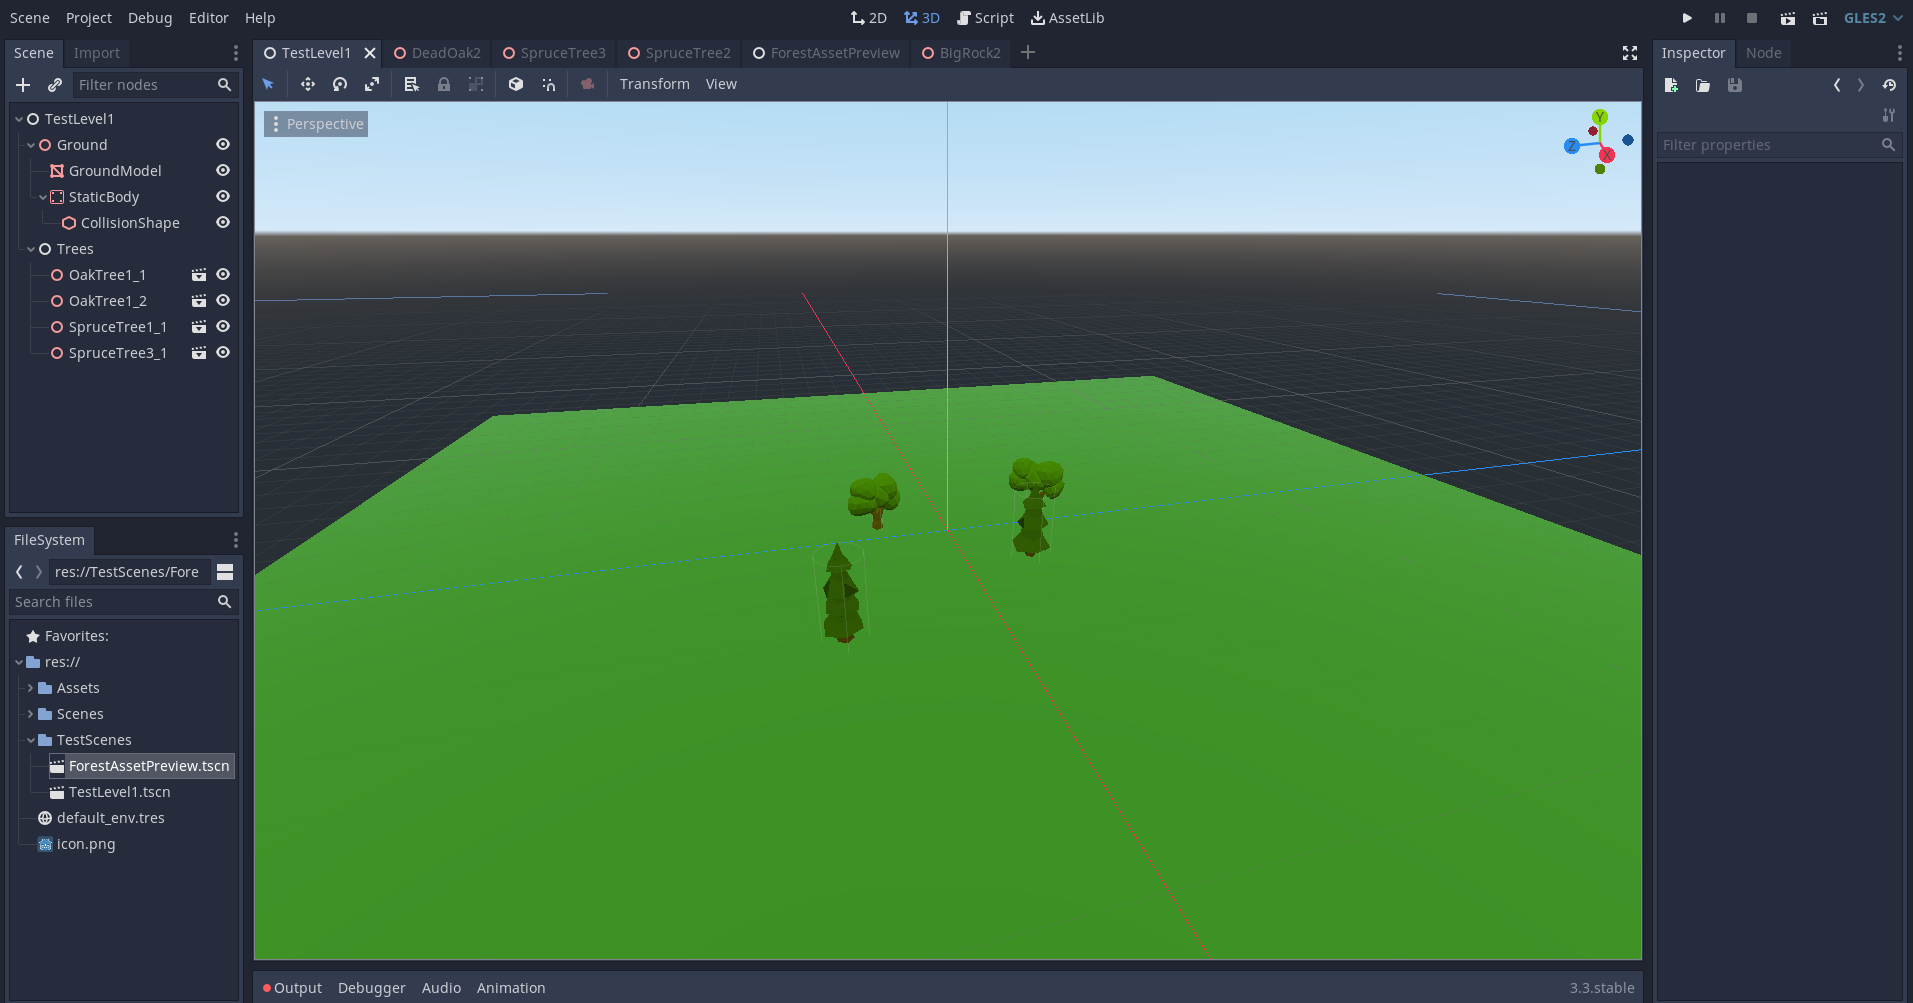 Scene Project Debug Editor Help
2D 3D Script AssetLib
GLES2
Scene Import
Filter nodes
TestLevel1
Ground
GroundModel
StaticBody
CollisionShape
Trees
OakTree1_1
OakTree1_2
SpruceTree1_1
SpruceTree3_1
FileSystem
res://TestScenes/Fore
Search files
Favorites:
res://
Assets
Scenes
TestScenes
ForestAssetPreview.tscn
TestLevel1.tscn
default_env.tres
icon.png
TestLevel1 DeadOak2 SpruceTree3 SpruceTree2 ForestAssetPreview BigRock2
Transform View
Perspective
Y
Z
X
Output Debugger Audio Animation
3.3.stable
Inspector Node
Filter properties